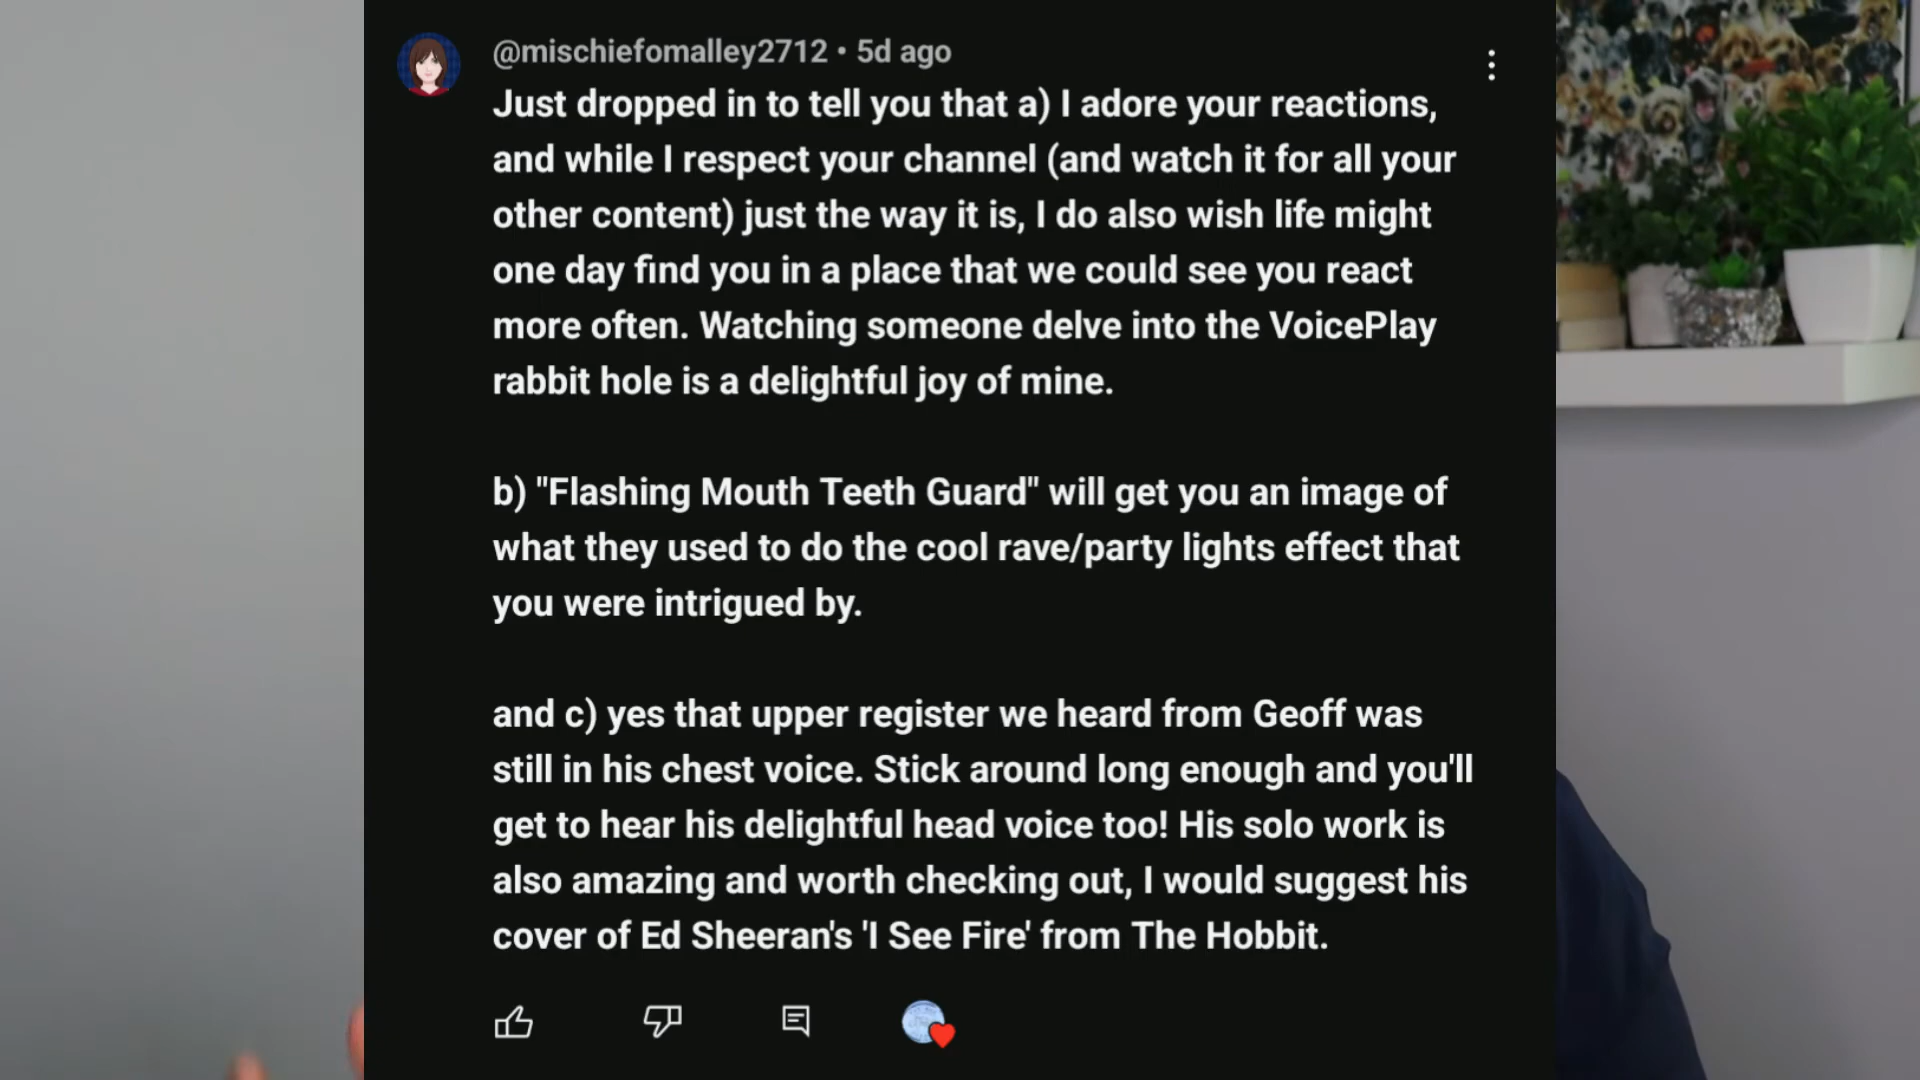 @mischiefomalley2712 • 5d ago
Just dropped in to tell you that a) I adore your reactions,
and while I respect your channel (and watch it for all your
other content) just the way it is, I do also wish life might
one day find you in a place that we could see you react
more often. Watching someone delve into the VoicePlay
rabbit hole is a delightful joy of mine.
b) "Flashing Mouth Teeth Guard" will get you an image of
what they used to do the cool rave/party lights effect that
you were intrigued by.
and c) yes that upper register we heard from Geoff was
still in his chest voice. Stick around long enough and you'll
get to hear his delightful head voice too! His solo work is
also amazing and worth checking out, I would suggest his
cover of Ed Sheeran's 'I See Fire' from The Hobbit.